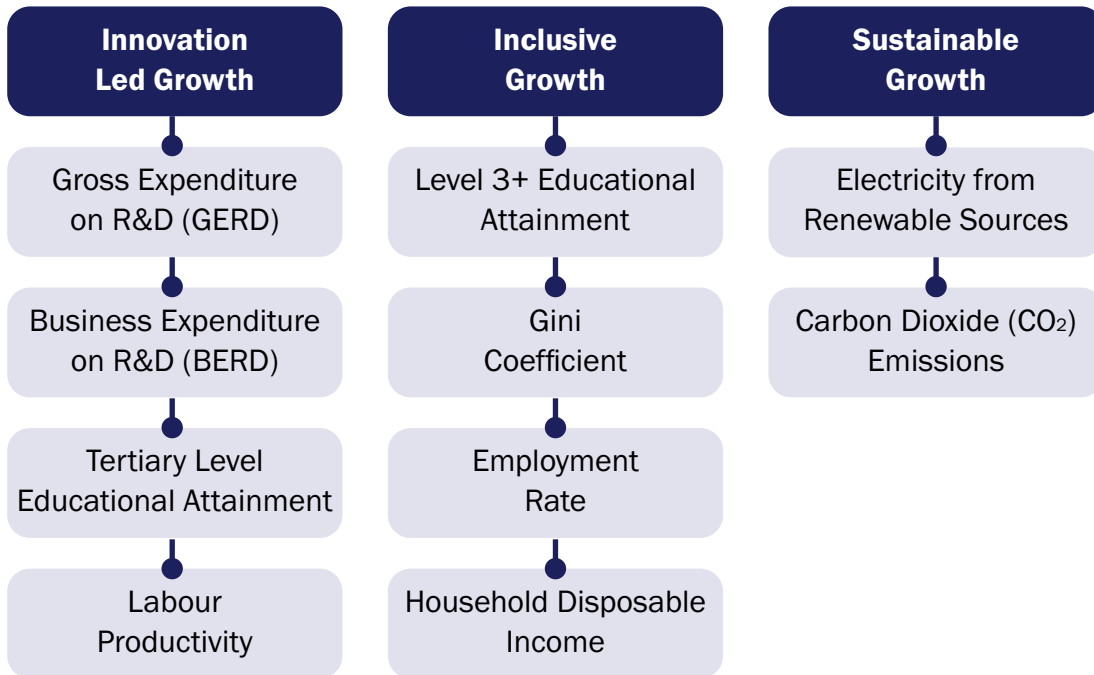 Innovation
Led Growth
Gross Expenditure
on R&D (GERD)
Business Expenditure
on R&D (BERD)
Tertiary Level
Educational Attainment
Labour
Productivity
Inclusive
Growth
Level 3+ Educational
Attainment
Gini
Coefficient
Employment
Rate
Household Disposable
Income
Sustainable
Growth
Electricity from
Renewable Sources
Carbon Dioxide (CO₂)
Emissions